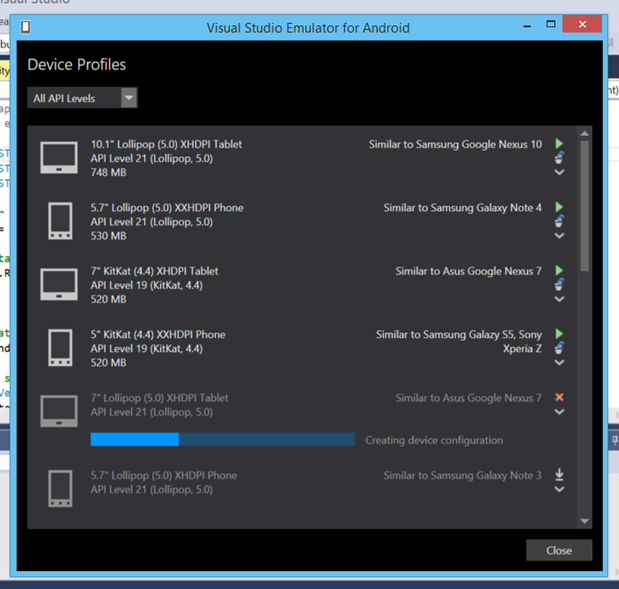 Visual Studio Emulator for Android
Device Profiles
All API Levels
10.1" Lollipop (5.0) XHDPI Tablet
API Level 21 (Lollipop, 5.0)
748 MB
Similar to Samsung Google Nexus 10
5.7" Lollipop (5.0) XXHDPI Phone
API Level 21 (Lollipop, 5.0)
530 MB
Similar to Samsung Galaxy Note 4
7" KitKat (4.4) XHDPI Tablet
API Level 19 (KitKat, 4.4)
520 MB
Similar to Asus Google Nexus 7
5" KitKat (4.4) XXHDPI Phone
API Level 19 (KitKat, 4.4)
520 MB
Similar to Samsung Galazy S5, Sony
Xperia Z
7" Lollipop (5.0) XHDPI Tablet
API Level 21 (Lollipop, 5.0)
Similar to Asus Google Nexus 7
Creating device configuration
5.7" Lollipop (5.0) XHDPI Phone
API Level 21 (Lollipop, 5.0)
Similar to Samsung Galaxy Note 3
Close